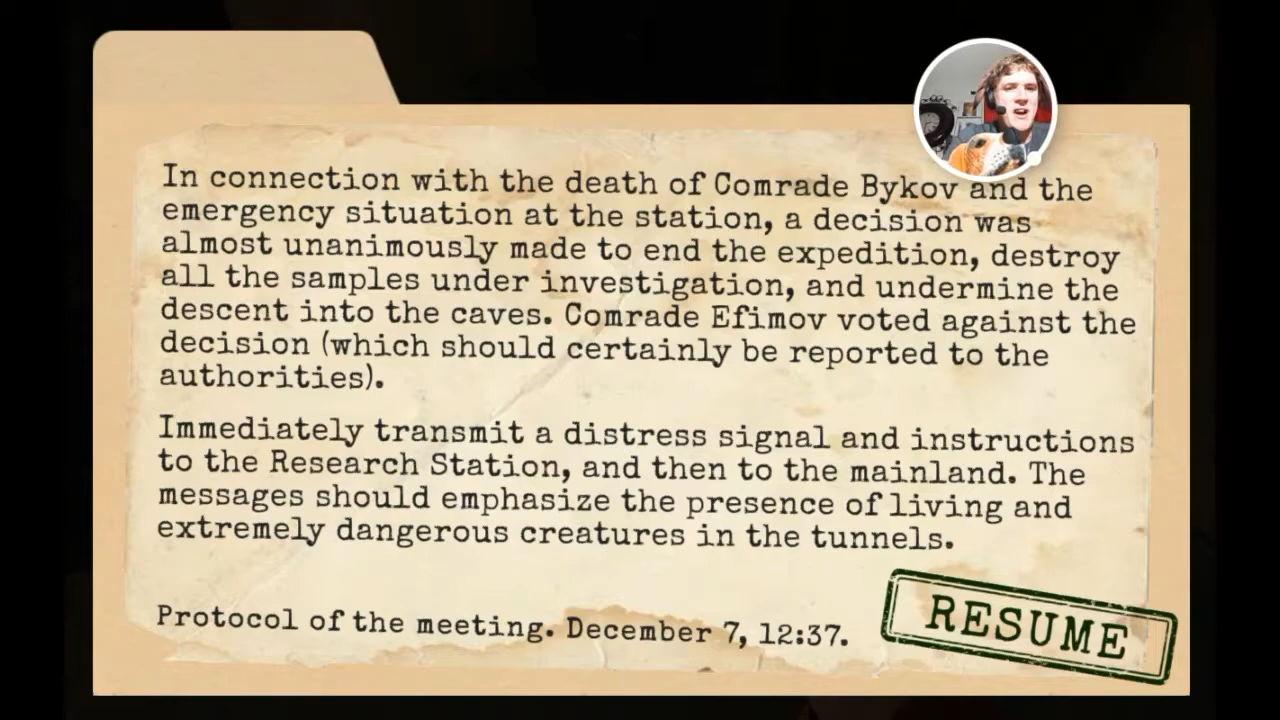 In connection with the death of Comrade Bykov and the
emergency situation at the station, a decision was
almost unanimously made to end the expedition, destroy
all the samples under investigation, and undermine the
descent into the caves. Comrade Efimov voted against the
decision (which should certainly be reported to the
authorities).
Immediately transmit a distress signal and instructions
to the Research Station, and then to the mainland. The
messages should emphasize the presence of living and
extremely dangerous creatures in the tunnels.
Protocol of the meeting. December 7, 12:37.
RESUME